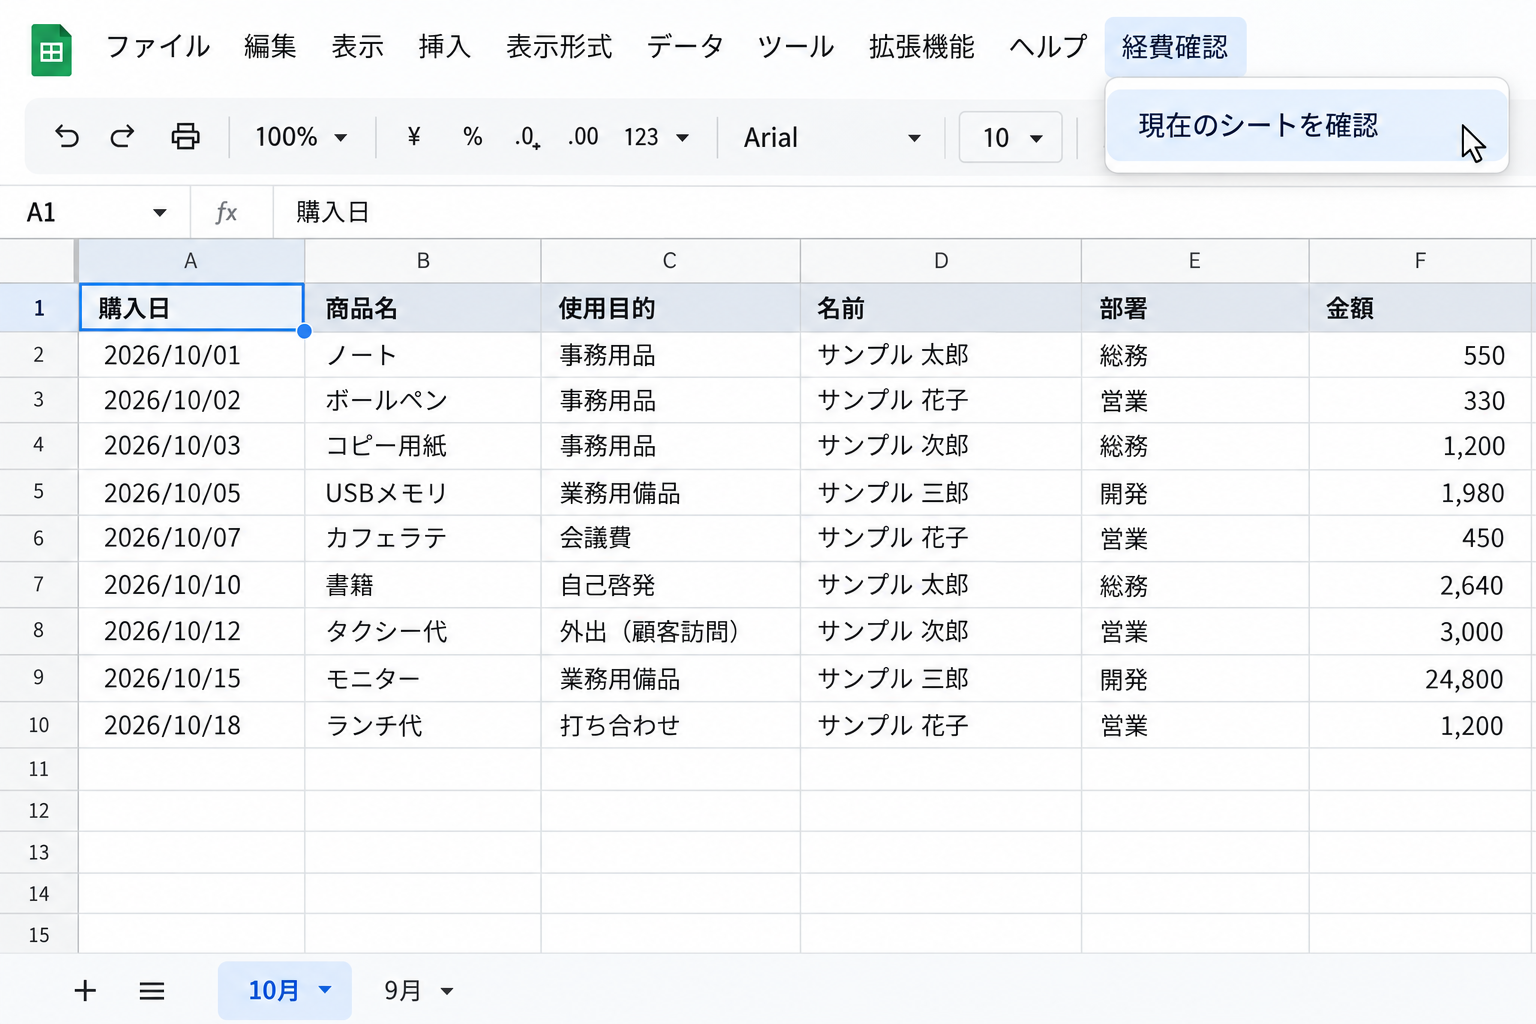 ファイル 編集 表示 挿入 表示形式 データ ツール 拡張機能 ヘルプ 経費確認
現在のシートを確認
100% ¥ % .0 .00 123 Arial 10
A1 fx 購入日
A B C D E F
1 購入日 商品名 使用目的 名前 部署 金額
2 2026/10/01 ノート 事務用品 サンプル 太郎 総務 550
3 2026/10/02 ボールペン 事務用品 サンプル 花子 営業 330
4 2026/10/03 コピー用紙 事務用品 サンプル 次郎 総務 1,200
5 2026/10/05 USBメモリ 業務用備品 サンプル 三郎 開発 1,980
6 2026/10/07 カフェラテ 会議費 サンプル 花子 営業 450
7 2026/10/10 書籍 自己啓発 サンプル 太郎 総務 2,640
8 2026/10/12 タクシー代 外出（顧客訪問） サンプル 次郎 営業 3,000
9 2026/10/15 モニター 業務用備品 サンプル 三郎 開発 24,800
10 2026/10/18 ランチ代 打ち合わせ サンプル 花子 営業 1,200
11
12
13
14
15
10月 9月